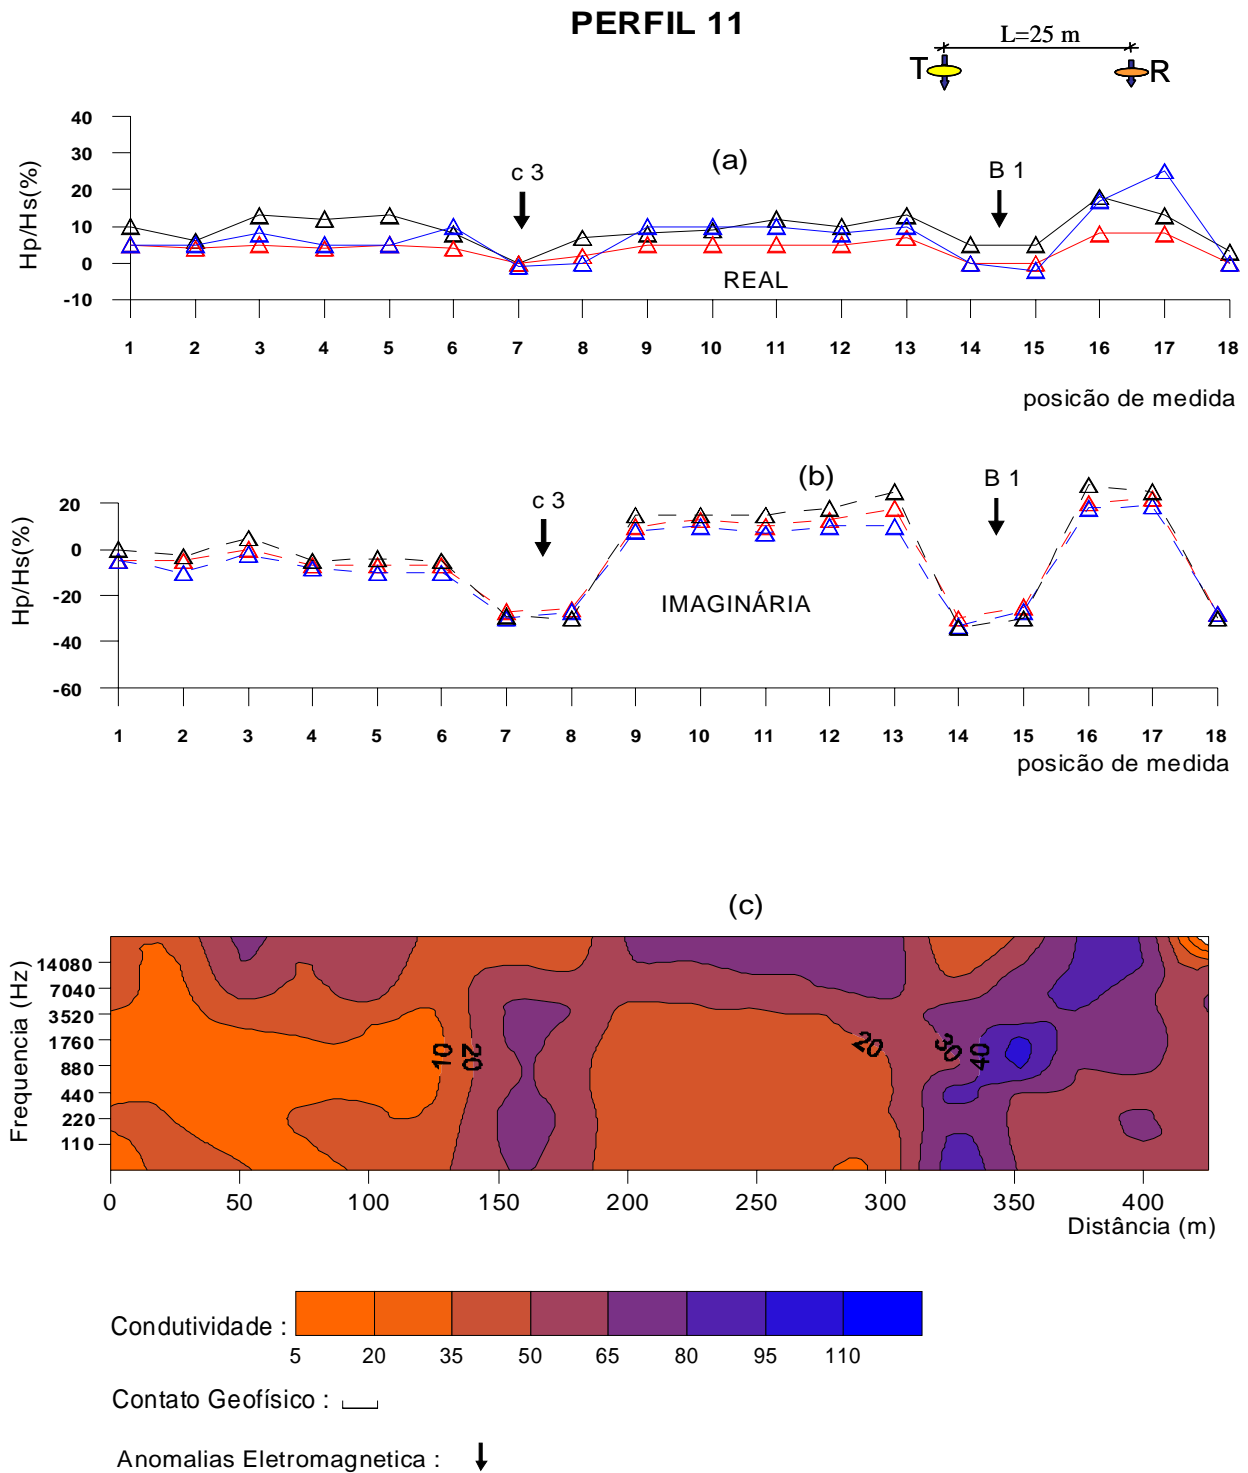 PERFIL 11
L=25 m
T R
40
30
20
10
0
-10
Hp/Hs(%)
(a)
c 3
B 1
REAL
1 2 3 4 5 6 7 8 9 10 11 12 13 14 15 16 17 18
posicão de medida
(b)
c 3
B 1
20
0
-20
-40
-60
Hp/Hs(%)
IMAGINÁRIA
1 2 3 4 5 6 7 8 9 10 11 12 13 14 15 16 17 18
posicão de medida
(c)
Frequencia (Hz)
14080
7040
3520
1760
880
440
220
110
10 20 20 30 40
0 50 100 150 200 250 300 350 400
Distância (m)
Condutividade :
5 20 35 50 65 80 95 110
Contato Geofísico :
Anomalias Eletromagnetica :